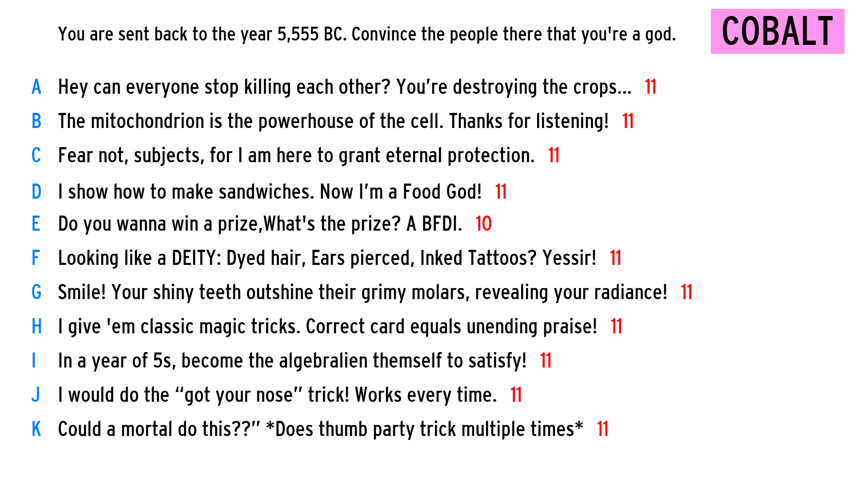 You are sent back to the year 5,555 BC. Convince the people there that you're a god.
COBALT
A Hey can everyone stop killing each other? You’re destroying the crops... 11
B The mitochondrion is the powerhouse of the cell. Thanks for listening! 11
C Fear not, subjects, for I am here to grant eternal protection. 11
D I show how to make sandwiches. Now I’m a Food God! 11
E Do you wanna win a prize,What's the prize? A BFDI. 10
F Looking like a DEITY: Dyed hair, Ears pierced, Inked Tattoos? Yessir! 11
G Smile! Your shiny teeth outshine their grimy molars, revealing your radiance! 11
H I give 'em classic magic tricks. Correct card equals unending praise! 11
I In a year of 5s, become the algebralien themself to satisfy! 11
J I would do the “got your nose” trick! Works every time. 11
K Could a mortal do this??” *Does thumb party trick multiple times* 11